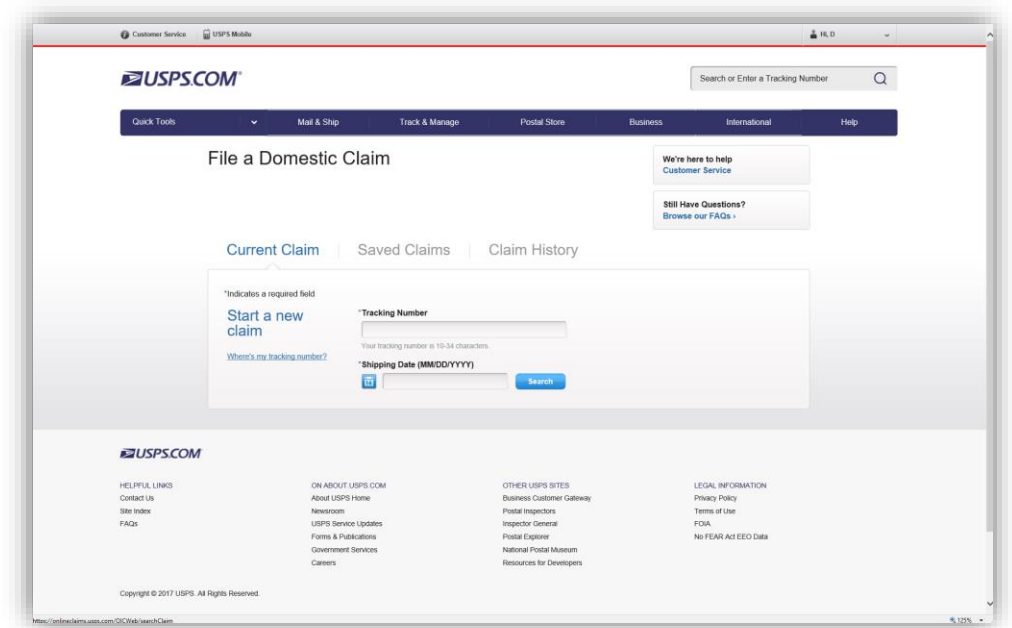 Customer Service USPS Mobile Hi, D
USPS.COM®
Search or Enter a Tracking Number
Quick Tools Mail & Ship Track & Manage Postal Store Business International Help
File a Domestic Claim
We're here to help
Customer Service
Still Have Questions?
Browse our FAQs ›
Current Claim Saved Claims Claim History
*Indicates a required field
Start a new
claim
Where's my tracking number?
*Tracking Number
Your tracking number is 10-34 characters.
*Shipping Date (MM/DD/YYYY)
Search
USPS.COM
HELPFUL LINKS
Contact Us
Site Index
FAQs
ON ABOUT USPS.COM
About USPS Home
Newsroom
USPS Service Updates
Forms & Publications
Government Services
Careers
OTHER USPS SITES
Business Customer Gateway
Postal Inspectors
Inspector General
Postal Explorer
National Postal Museum
Resources for Developers
LEGAL INFORMATION
Privacy Policy
Terms of Use
FOIA
No FEAR Act EEO Data
Copyright © 2017 USPS. All Rights Reserved.
https://onlineclaims.usps.com/OICWeb/searchClaim 125%